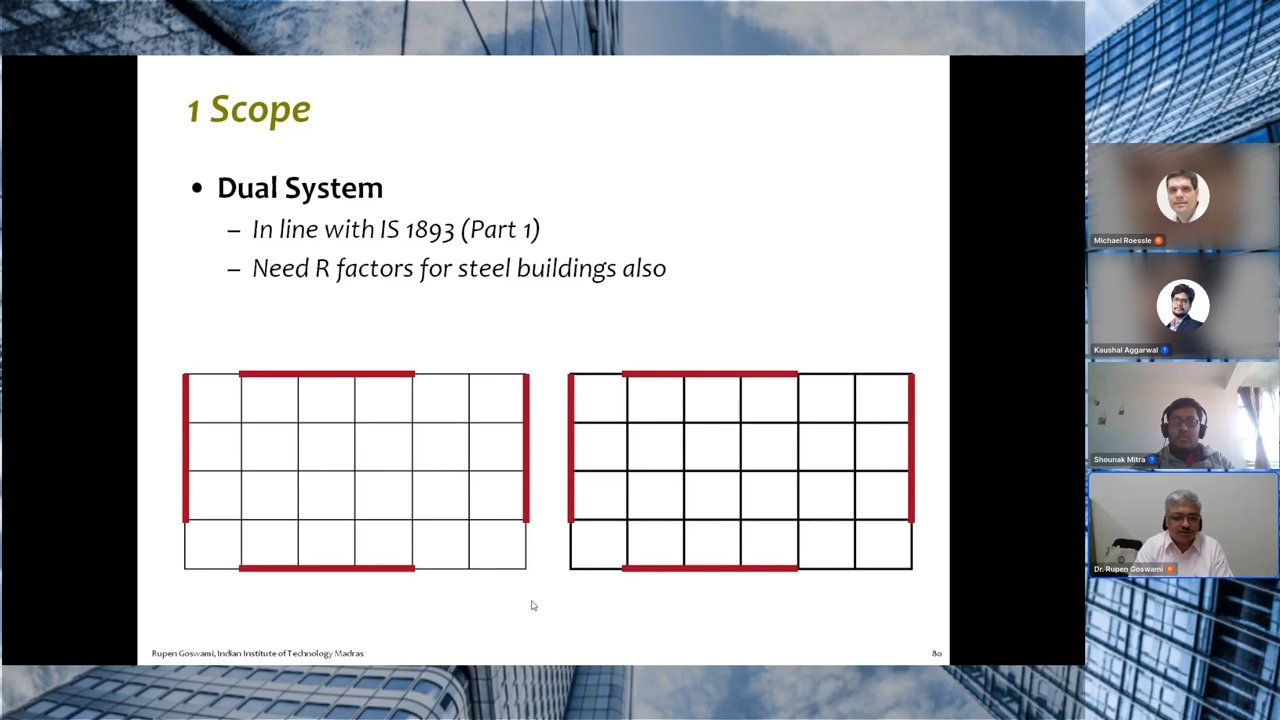 1 Scope
• Dual System
– In line with IS 1893 (Part 1)
– Need R factors for steel buildings also
Rupen Goswami, Indian Institute of Technology Madras
80
Michael Roessle
Kaushal Aggarwal
Shounak Mitra
Dr. Rupen Goswami